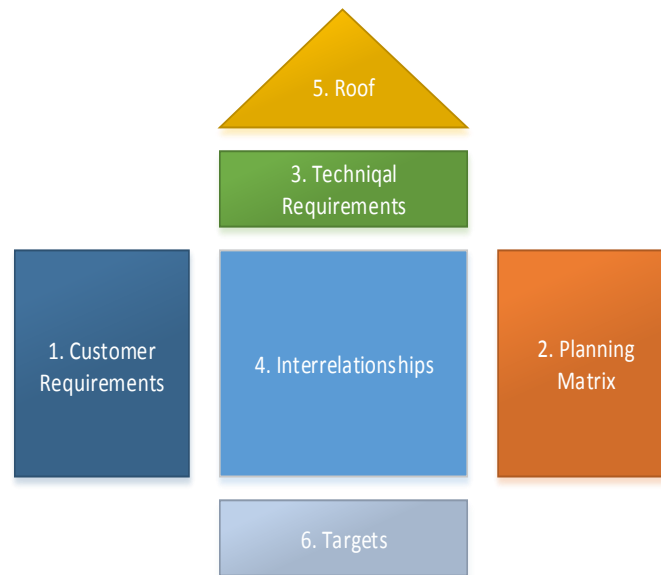 5. Roof
3. Techniqal
Requirements
1. Customer
Requirements
4. Interrelationships
2. Planning
Matrix
6. Targets